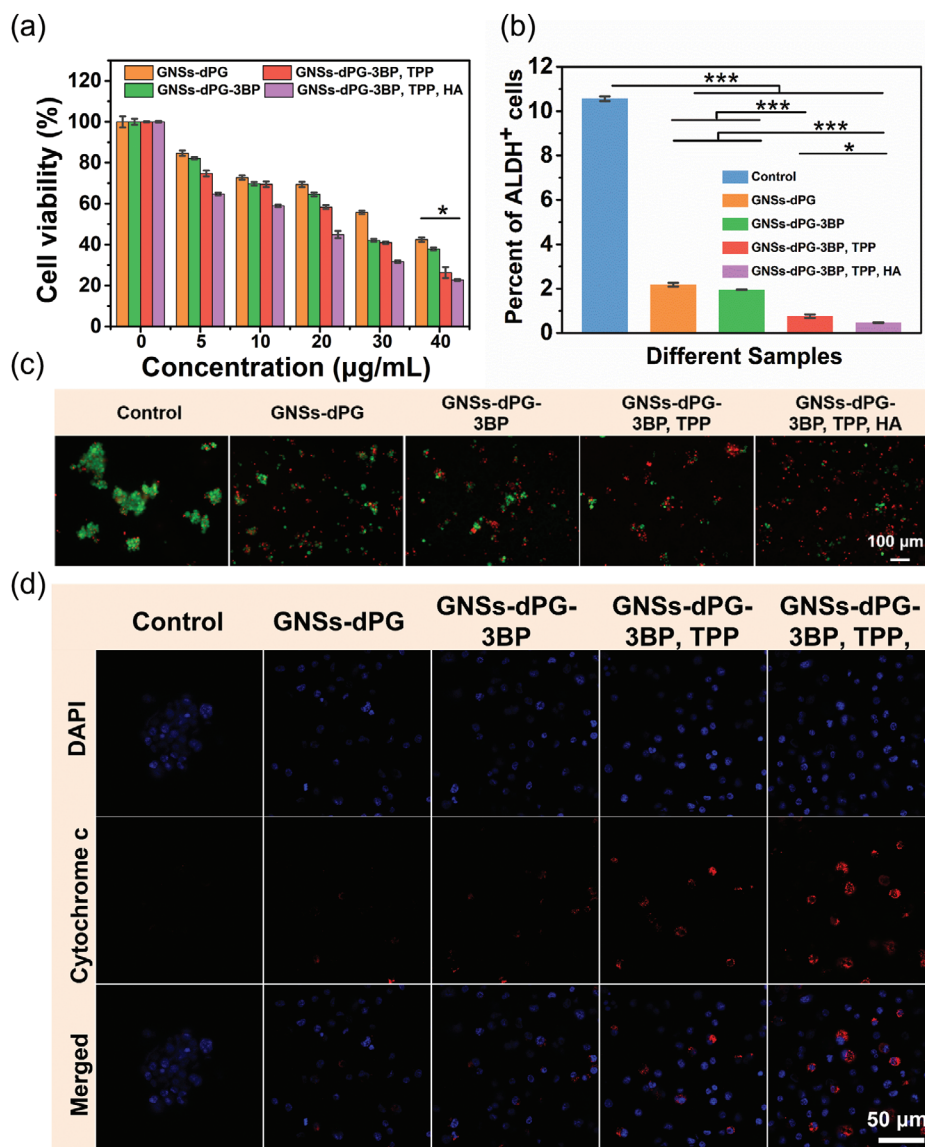 (a)
GNSs-dPG
GNSs-dPG-3BP, TPP
GNSs-dPG-3BP
GNSs-dPG-3BP, TPP, HA
Cell viability (%)
120
100
80
60
40
20
0
*
0 5 10 20 30 40
Concentration (µg/mL)
(b)
Percent of ALDH+ cells
12
10
8
6
4
2
0
***
***
***
*
Control
GNSs-dPG
GNSs-dPG-3BP
GNSs-dPG-3BP, TPP
GNSs-dPG-3BP, TPP, HA
Different Samples
(c)
Control
GNSs-dPG
GNSs-dPG-
3BP
GNSs-dPG-
3BP, TPP
GNSs-dPG-
3BP, TPP, HA
100 µm
(d)
Control
GNSs-dPG
GNSs-dPG-
3BP
GNSs-dPG-
3BP, TPP
GNSs-dPG-
3BP, TPP,
DAPI
Cytochrome c
Merged
50 µm